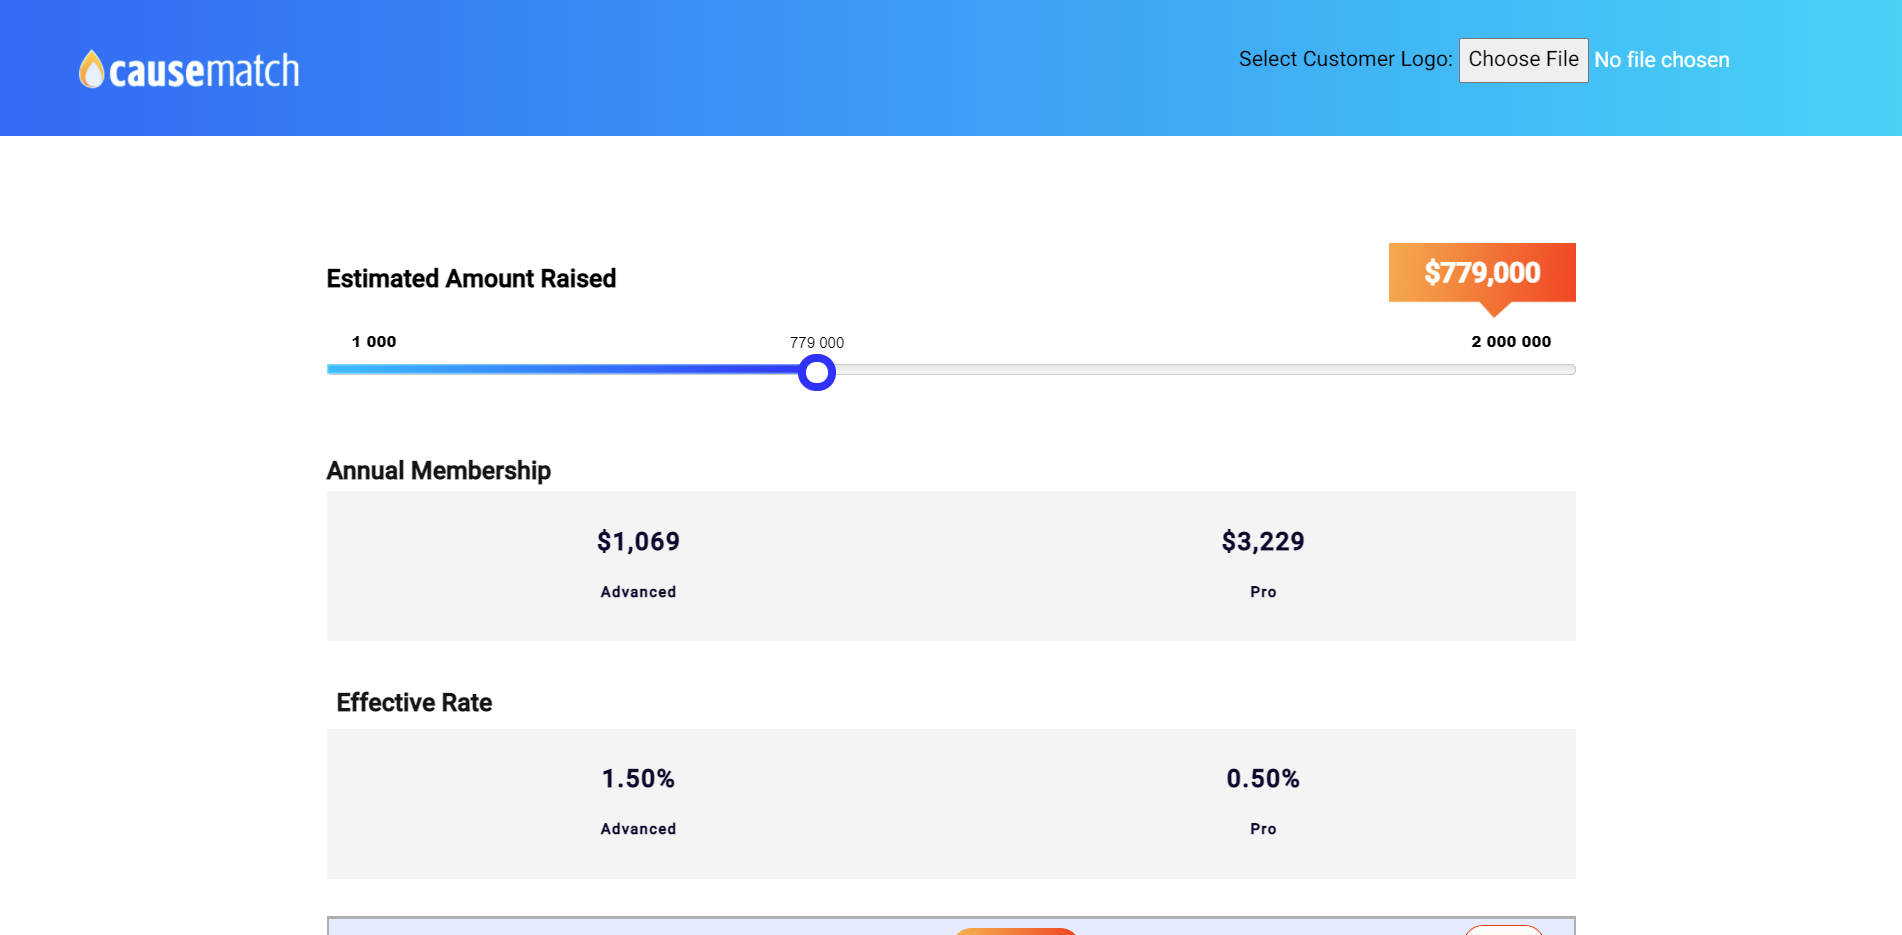 causematch
Select Customer Logo: Choose File No file chosen
Estimated Amount Raised
$779,000
1 000
779 000
2 000 000
Annual Membership
$1,069
$3,229
Advanced
Pro
Effective Rate
1.50%
0.50%
Advanced
Pro